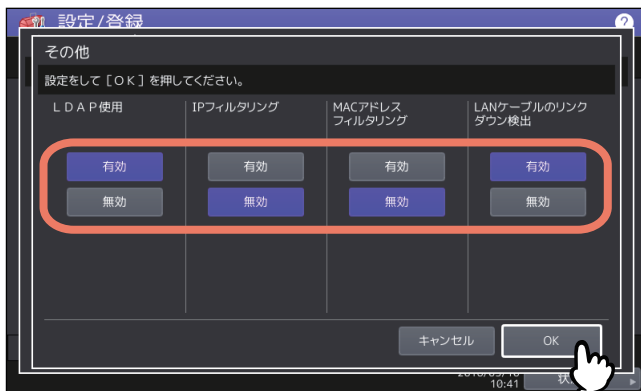 設定/登録
?
その他
設定をして［OK］を押してください。
LDAP使用
IPフィルタリング
MACアドレス
フィルタリング
LANケーブルのリンク
ダウン検出
有効
有効
有効
有効
無効
無効
無効
無効
キャンセル
OK
10:41